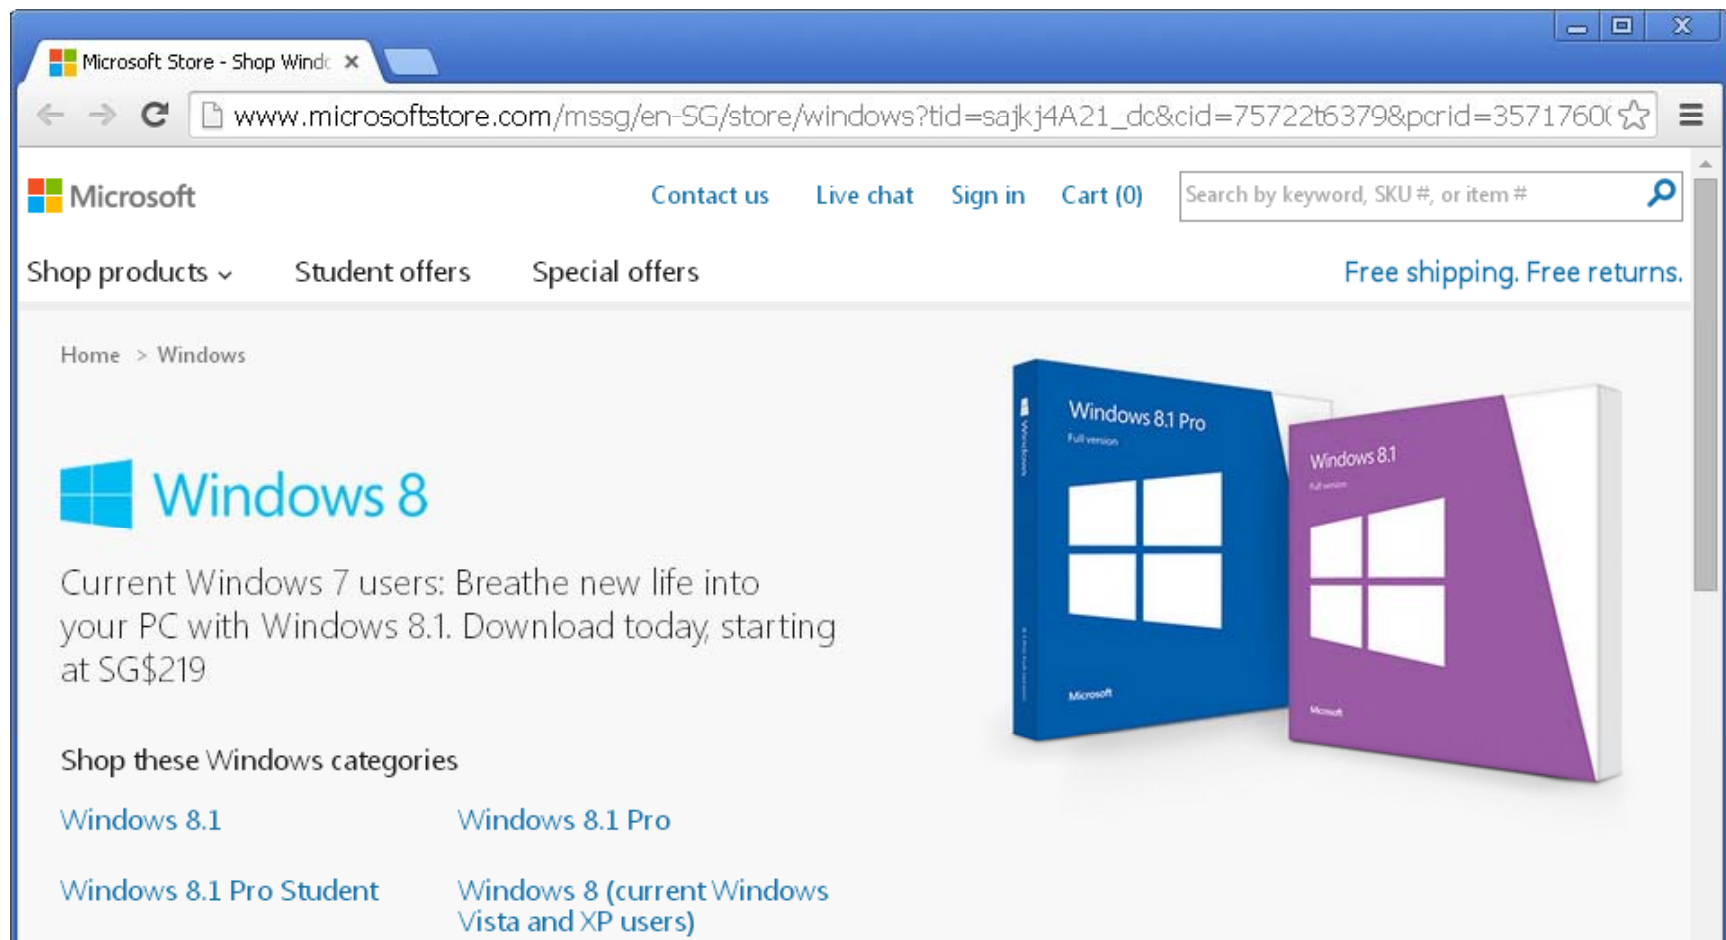 Microsoft Store - Shop Windo
www.microsoftstore.com/mssg/en-SG/store/windows?tid=sajkj4A21_dc&cid=75722t6379&pcrid=35717600
Microsoft
Contact us Live chat Sign in Cart (0) Search by keyword, SKU #, or item #
Shop products Student offers Special offers Free shipping. Free returns.
Home > Windows
Windows 8.1 Pro
Full version
Windows
Microsoft
Windows 8.1
Full version
Microsoft
Windows 8
Current Windows 7 users: Breathe new life into
your PC with Windows 8.1. Download today, starting
at SG$219
Shop these Windows categories
Windows 8.1 Windows 8.1 Pro
Windows 8.1 Pro Student Windows 8 (current Windows
Vista and XP users)